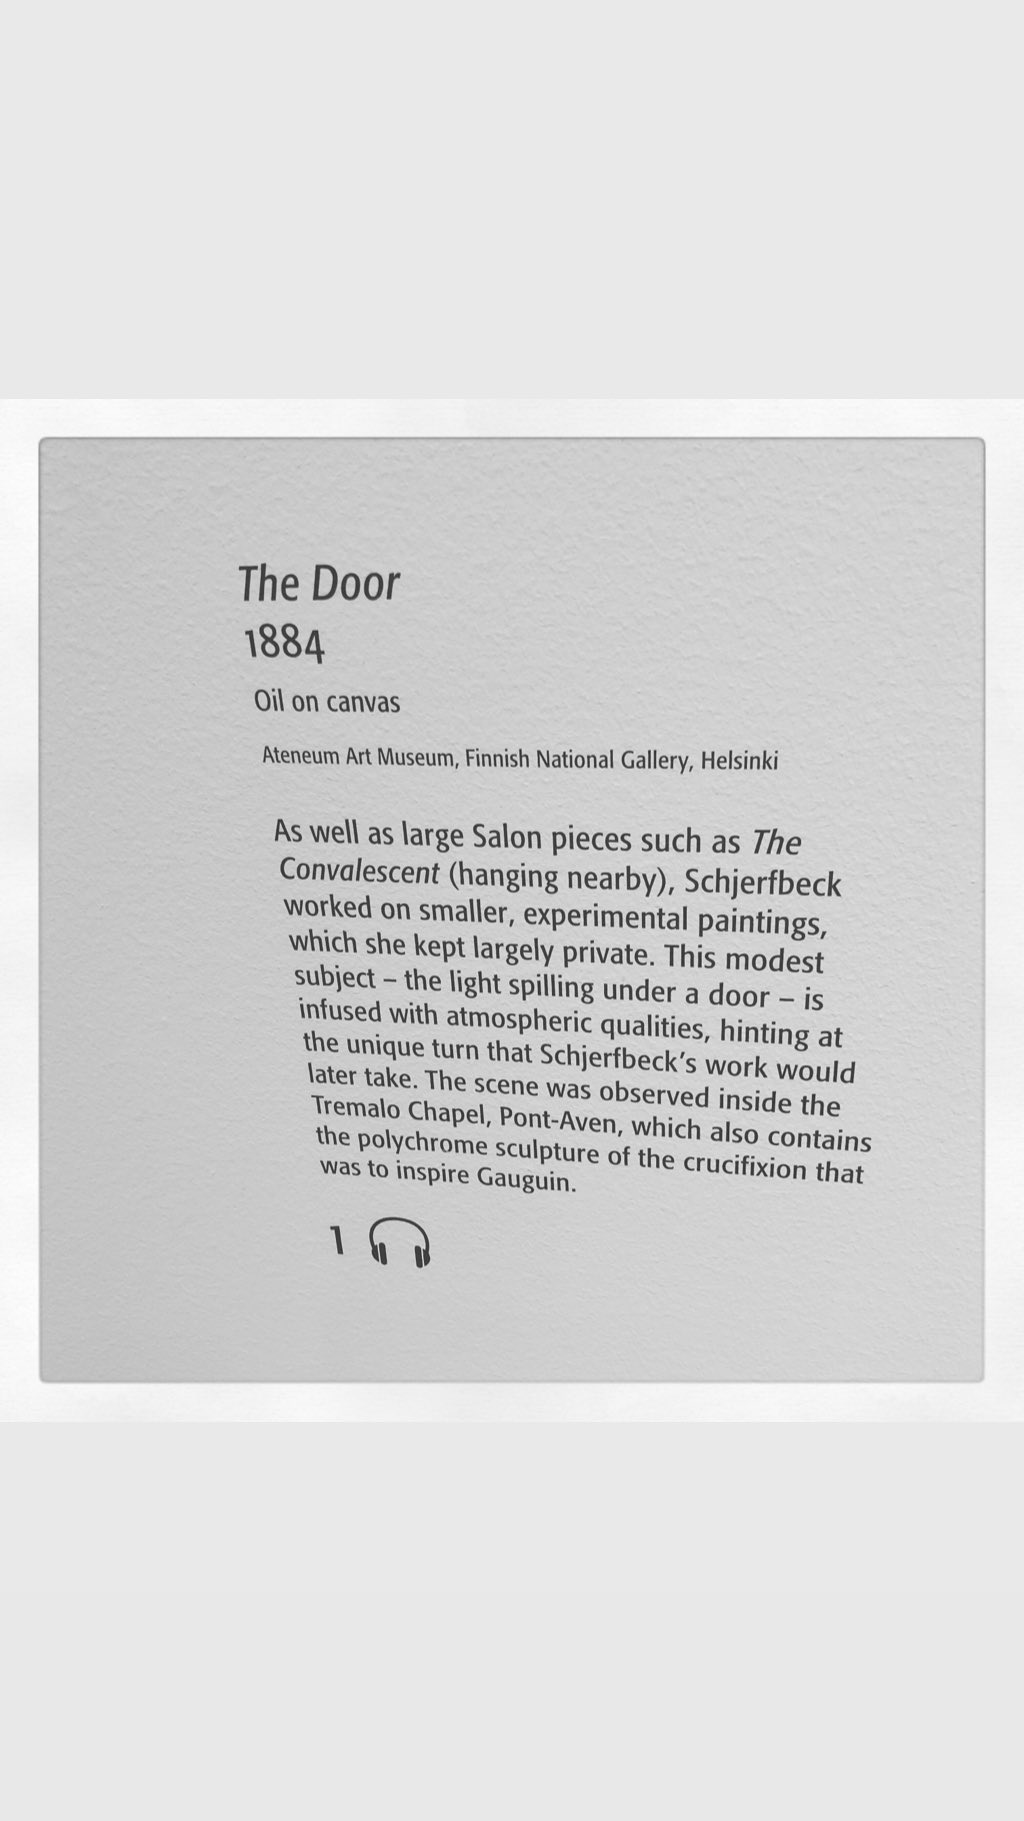 The Door
1884
Oil on canvas
Ateneum Art Museum, Finnish National Gallery, Helsinki
As well as large Salon pieces such as The
Convalescent (hanging nearby), Schjerfbeck
worked on smaller, experimental paintings,
which she kept largely private. This modest
subject – the light spilling under a door – is
infused with atmospheric qualities, hinting at
the unique turn that Schjerfbeck’s work would
later take. The scene was observed inside the
Tremalo Chapel, Pont-Aven, which also contains
the polychrome sculpture of the crucifixion that
was to inspire Gauguin.
1